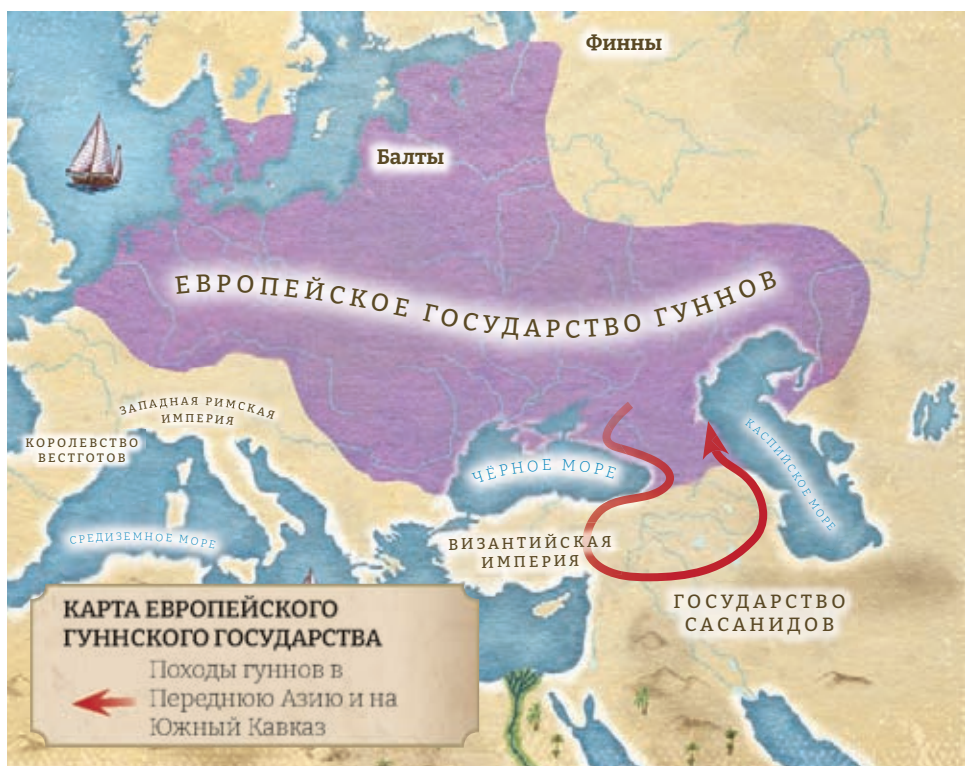 Финны
Балты
ЕВРОПЕЙСКОЕ ГОСУДАРСТВО ГУННОВ
ЗАПАДНАЯ РИМСКАЯ
ИМПЕРИЯ
КОРОЛЕВСТВО
ВЕСТГОТОВ
ЧЁРНОЕ МОРЕ
КАСПИЙСКОЕ МОРЕ
СРЕДИЗЕМНОЕ МОРЕ
ВИЗАНТИЙСКАЯ
ИМПЕРИЯ
ГОСУДАРСТВО
САСАНИДОВ
КАРТА ЕВРОПЕЙСКОГО
ГУННСКОГО ГОСУДАРСТВА
Походы гуннов в
Переднюю Азию и на
Южный Кавказ